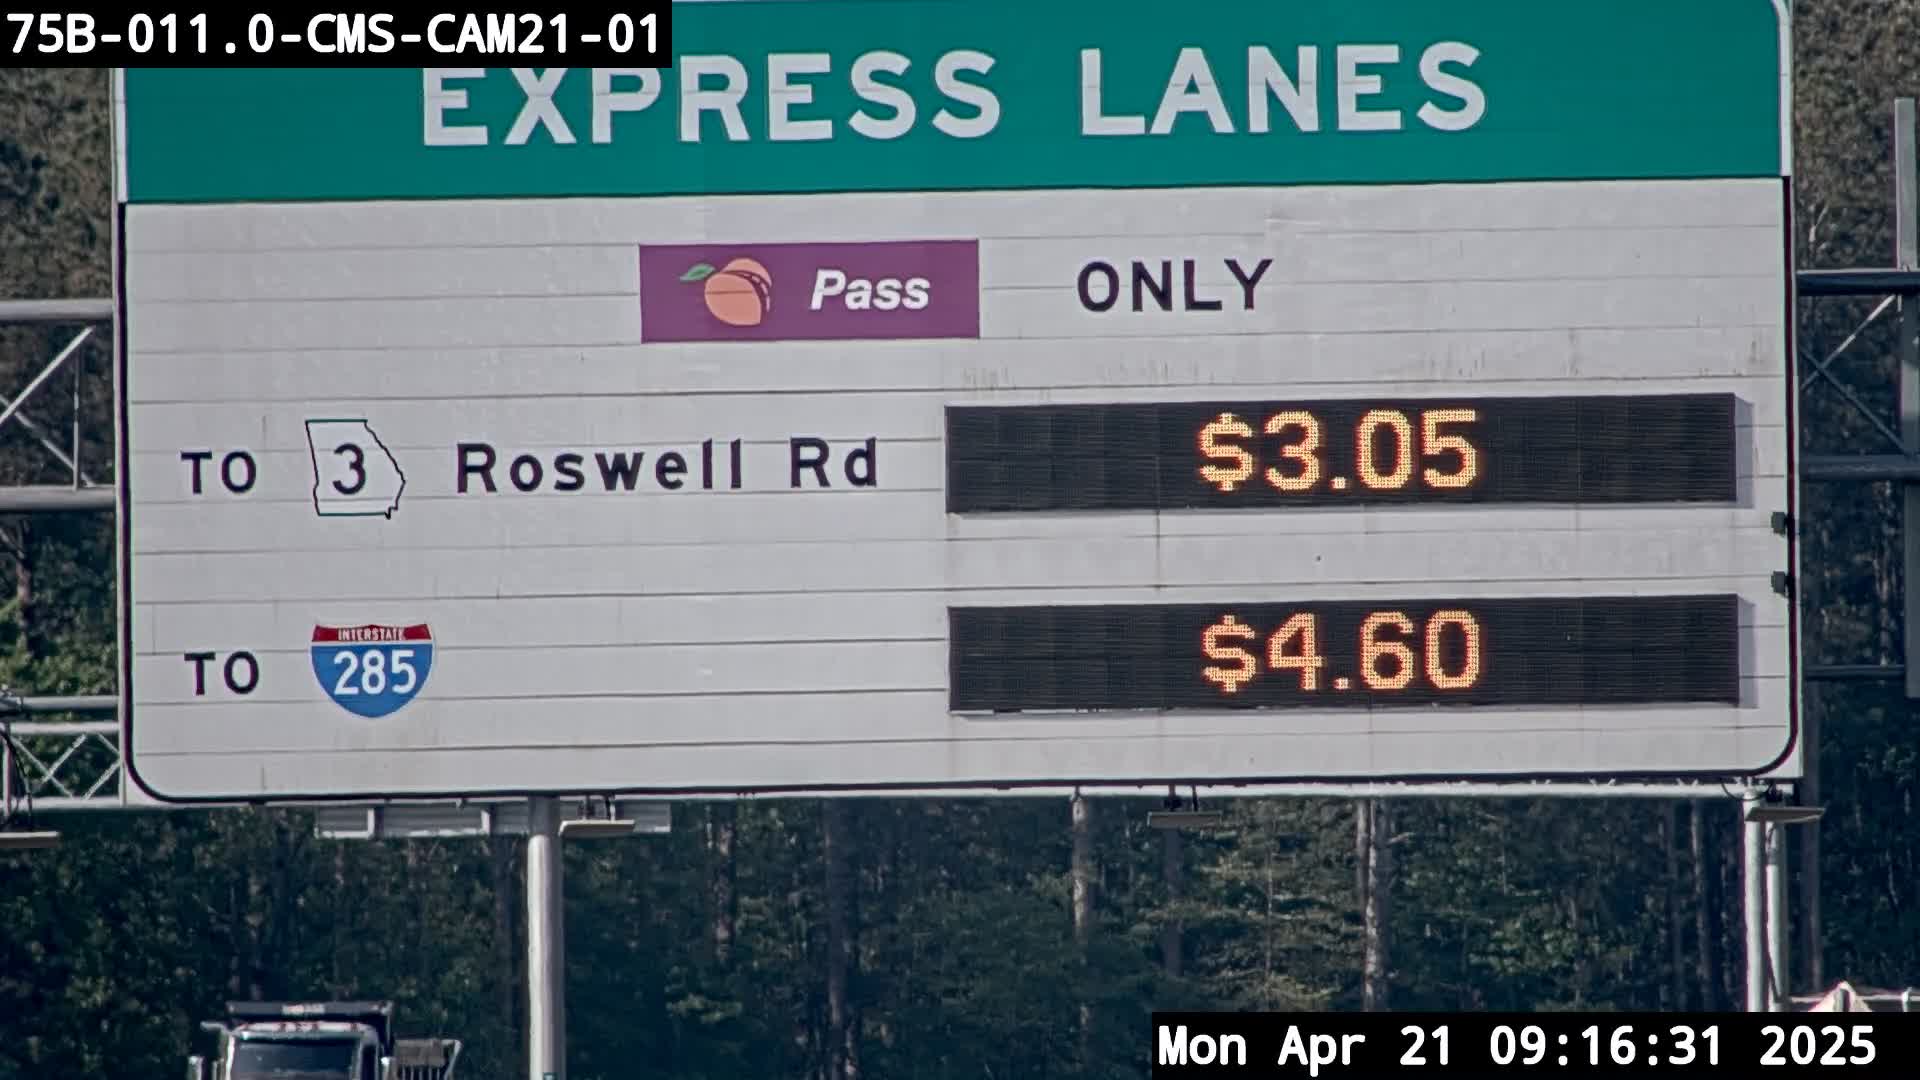 75B-011.0-CMS-CAM21-01
EXPRESS LANES
Pass ONLY
TO 3 Roswell Rd $3.05
INTERSTATE
TO 285 $4.60
Mon Apr 21 09:16:31 2025